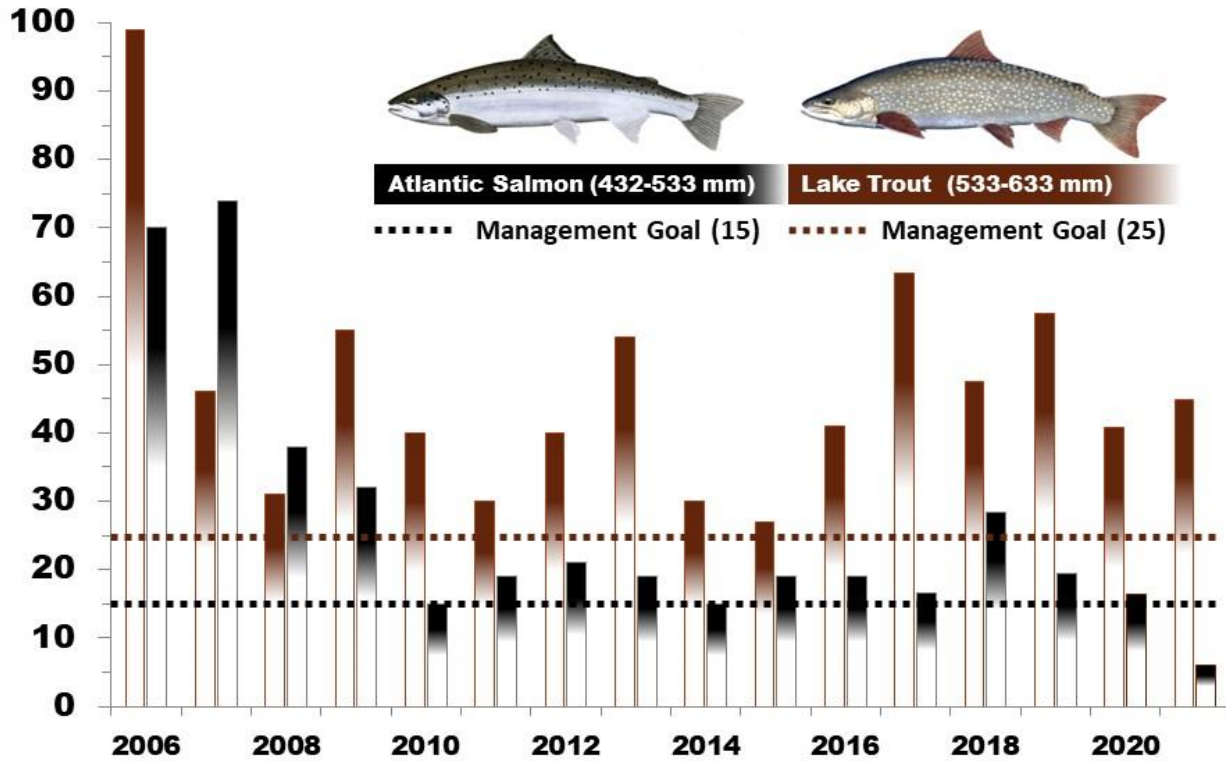 100
90
80
70
60
50
40
30
20
10
0
Atlantic Salmon (432-533 mm)
Lake Trout (533-633 mm)
Management Goal (15)
Management Goal (25)
2006 2008 2010 2012 2014 2016 2018 2020